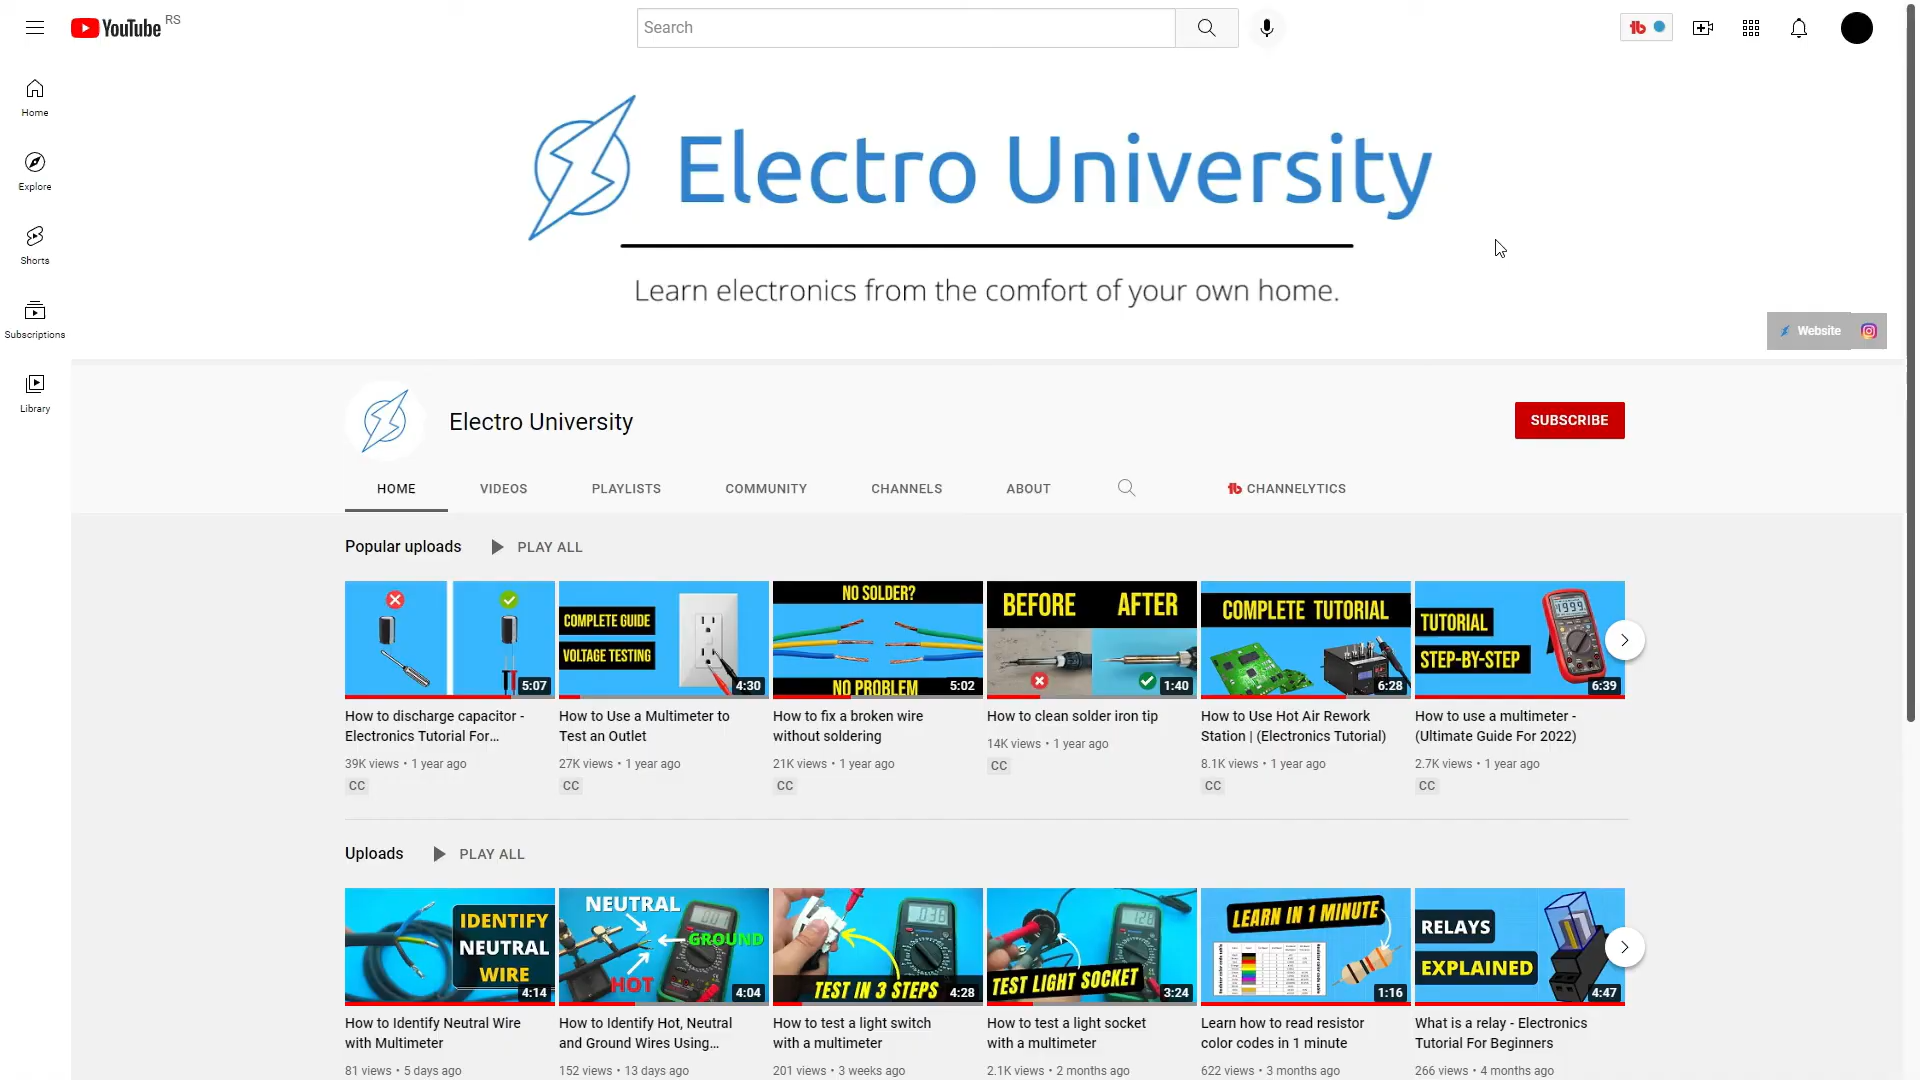 YouTube RS
Search
Home
Explore
Shorts
Subscriptions
Library
Electro University
Learn electronics from the comfort of your own home.
Website
Electro University
SUBSCRIBE
HOME VIDEOS PLAYLISTS COMMUNITY CHANNELS ABOUT CHANNELYTICS
Popular uploads PLAY ALL
5:07
COMPLETE GUIDE
VOLTAGE TESTING
4:30
NO SOLDER?
NO PROBLEM
5:02
BEFORE AFTER
1:40
COMPLETE TUTORIAL
6:28
1999
TUTORIAL
STEP-BY-STEP
6:39
How to discharge capacitor -
Electronics Tutorial For...
39K views • 1 year ago
CC
How to Use a Multimeter to
Test an Outlet
27K views • 1 year ago
CC
How to fix a broken wire
without soldering
21K views • 1 year ago
CC
How to clean solder iron tip
14K views • 1 year ago
CC
How to Use Hot Air Rework
Station | (Electronics Tutorial)
8.1K views • 1 year ago
CC
How to use a multimeter -
(Ultimate Guide For 2022)
2.7K views • 1 year ago
CC
Uploads PLAY ALL
IDENTIFY
NEUTRAL
WIRE
4:14
NEUTRAL
GROUND
HOT
4:04
TEST IN 3 STEPS
4:28
TEST LIGHT SOCKET
3:24
LEARN IN 1 MINUTE
1:16
RELAYS
EXPLAINED
4:47
How to Identify Neutral Wire
with Multimeter
81 views • 5 days ago
How to Identify Hot, Neutral
and Ground Wires Using...
152 views • 13 days ago
How to test a light switch
with a multimeter
201 views • 3 weeks ago
How to test a light socket
with a multimeter
2.1K views • 2 months ago
Learn how to read resistor
color codes in 1 minute
622 views • 3 months ago
What is a relay - Electronics
Tutorial For Beginners
266 views • 4 months ago